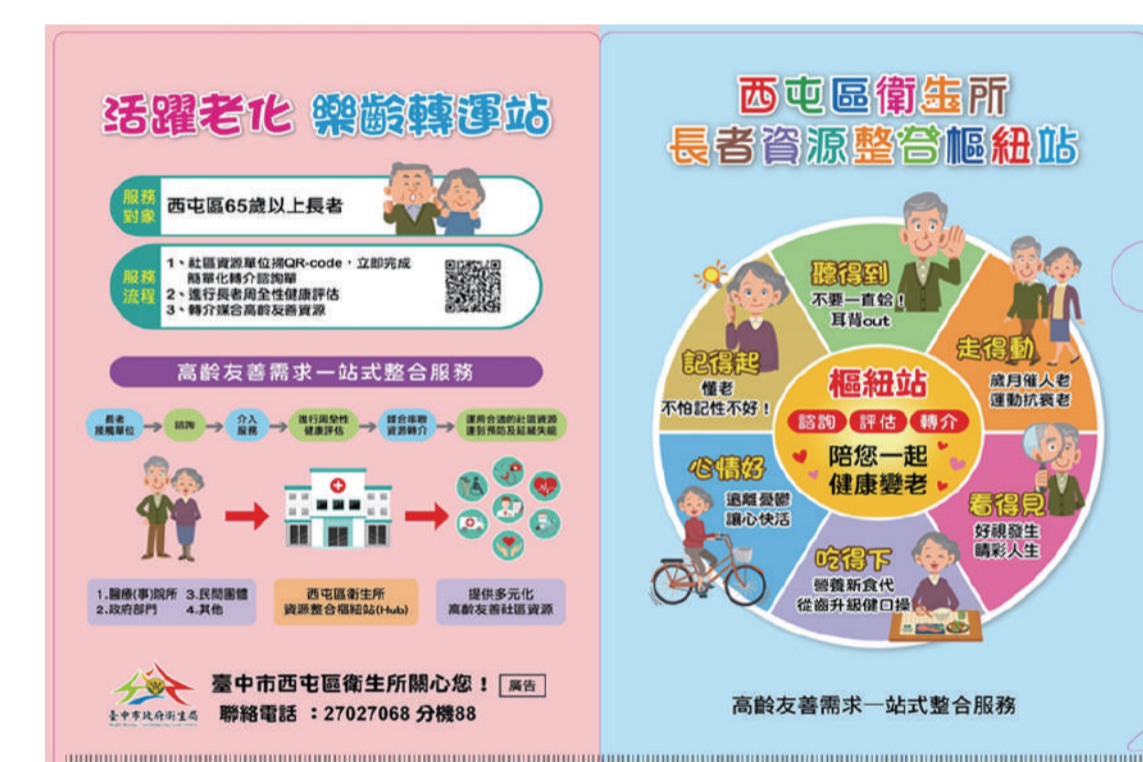 活躍老化 樂齡轉運站
服務
對象
西屯區65歲以上長者
服務
流程
1、社區資源單位掃QR-code，立即完成
簡單化轉介諮詢單
2、進行長者周全性健康評估
3、轉介媒合高齡友善資源
高齡友善需求一站式整合服務
長者
接觸單位
諮詢
介入
服務
進行周全性
健康評估
媒合串聯
資源轉介
運用合適的社區資源
達到預防及延緩失能
1.醫療(事)院所 3.民間團體
2.政府部門 4.其他
西屯區衛生所
資源整合樞紐站(Hub)
提供多元化
高齡友善社區資源
臺中市政府衛生局
臺中市西屯區衛生所關心您！ 廣告
聯絡電話 ：27027068 分機88
西屯區衛生所
長者資源整合樞紐站
聽得到
不要一直蛤！
耳背out
走得動
歲月催人老
運動抗衰老
看得見
好視發生
睛彩人生
吃得下
營養新食代
從齒升級健口操
心情好
遠離憂鬱
讓心快活
記得起
懂老
不怕記性不好！
樞紐站
諮詢 評估 轉介
陪您一起
健康變老
高齡友善需求一站式整合服務